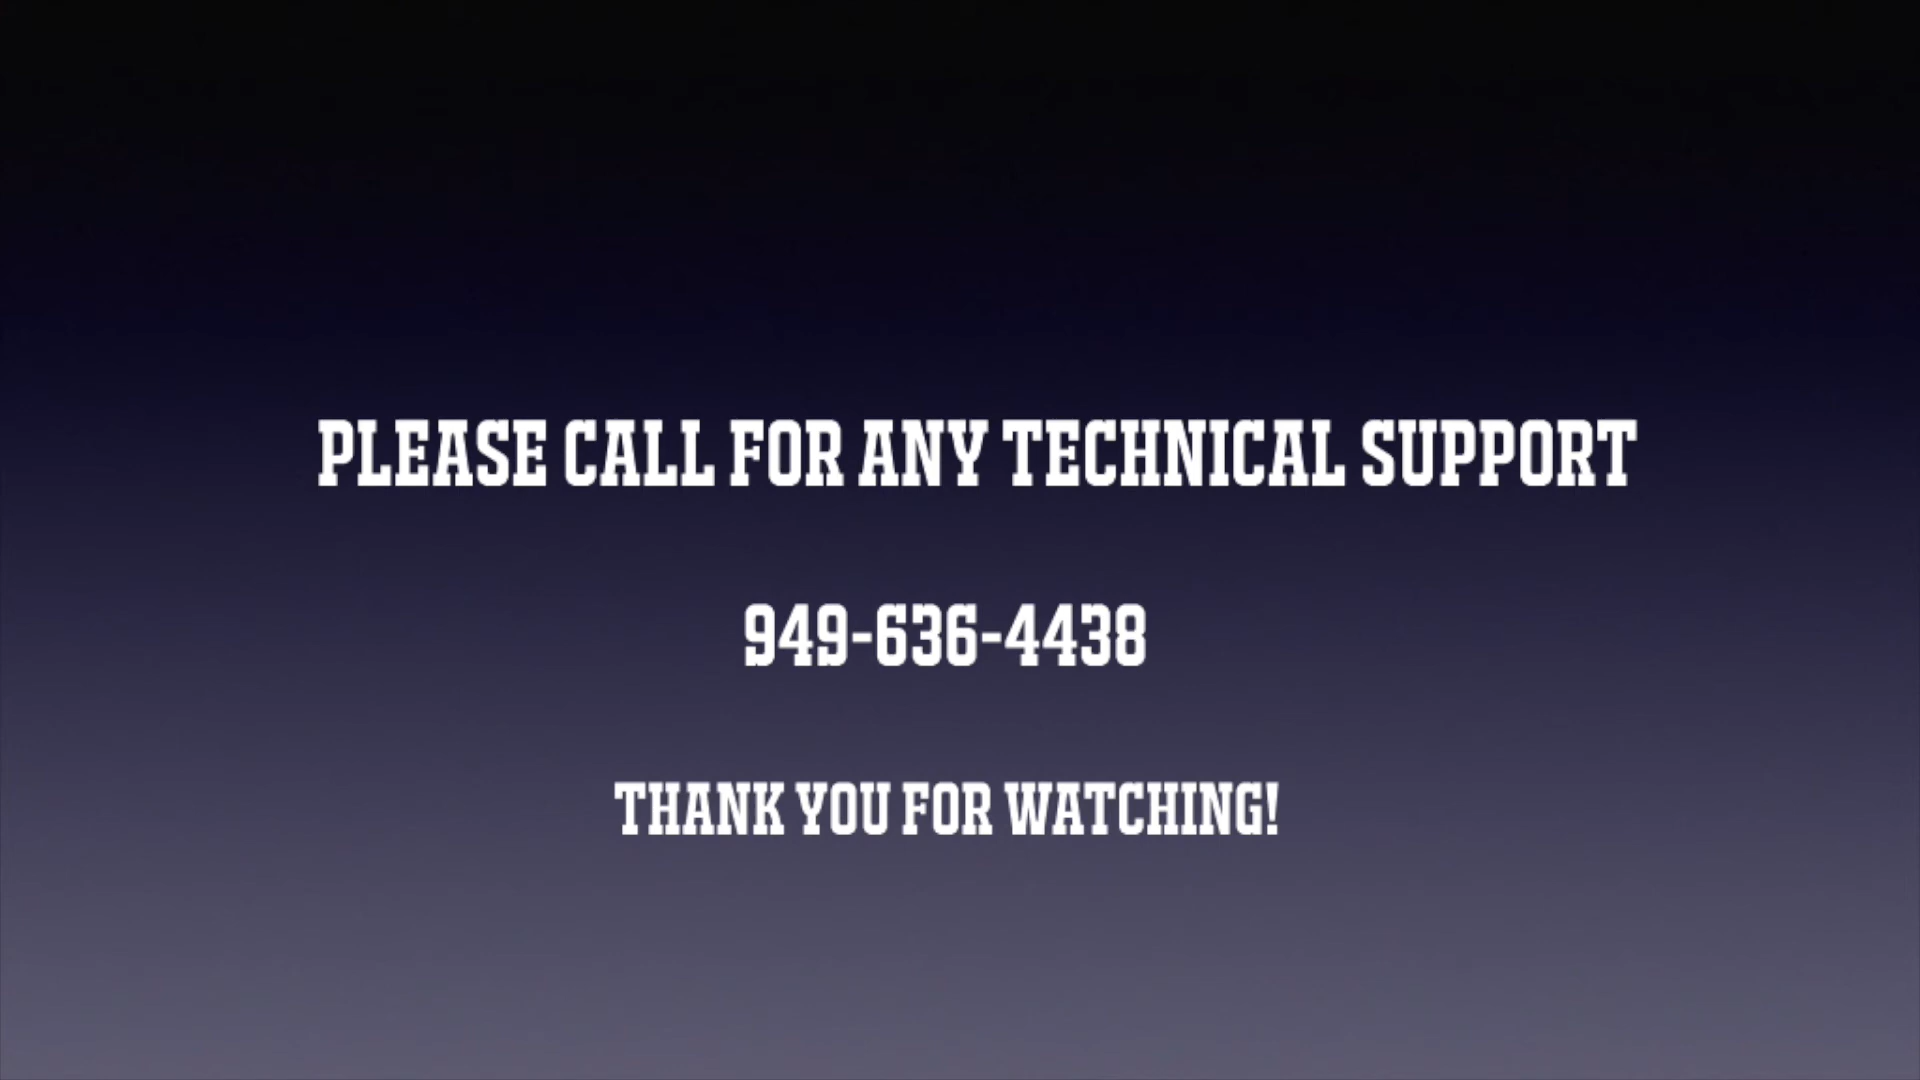 PLEASE CALL FOR ANY TECHNICAL SUPPORT
949-636-4438
THANK YOU FOR WATCHING!